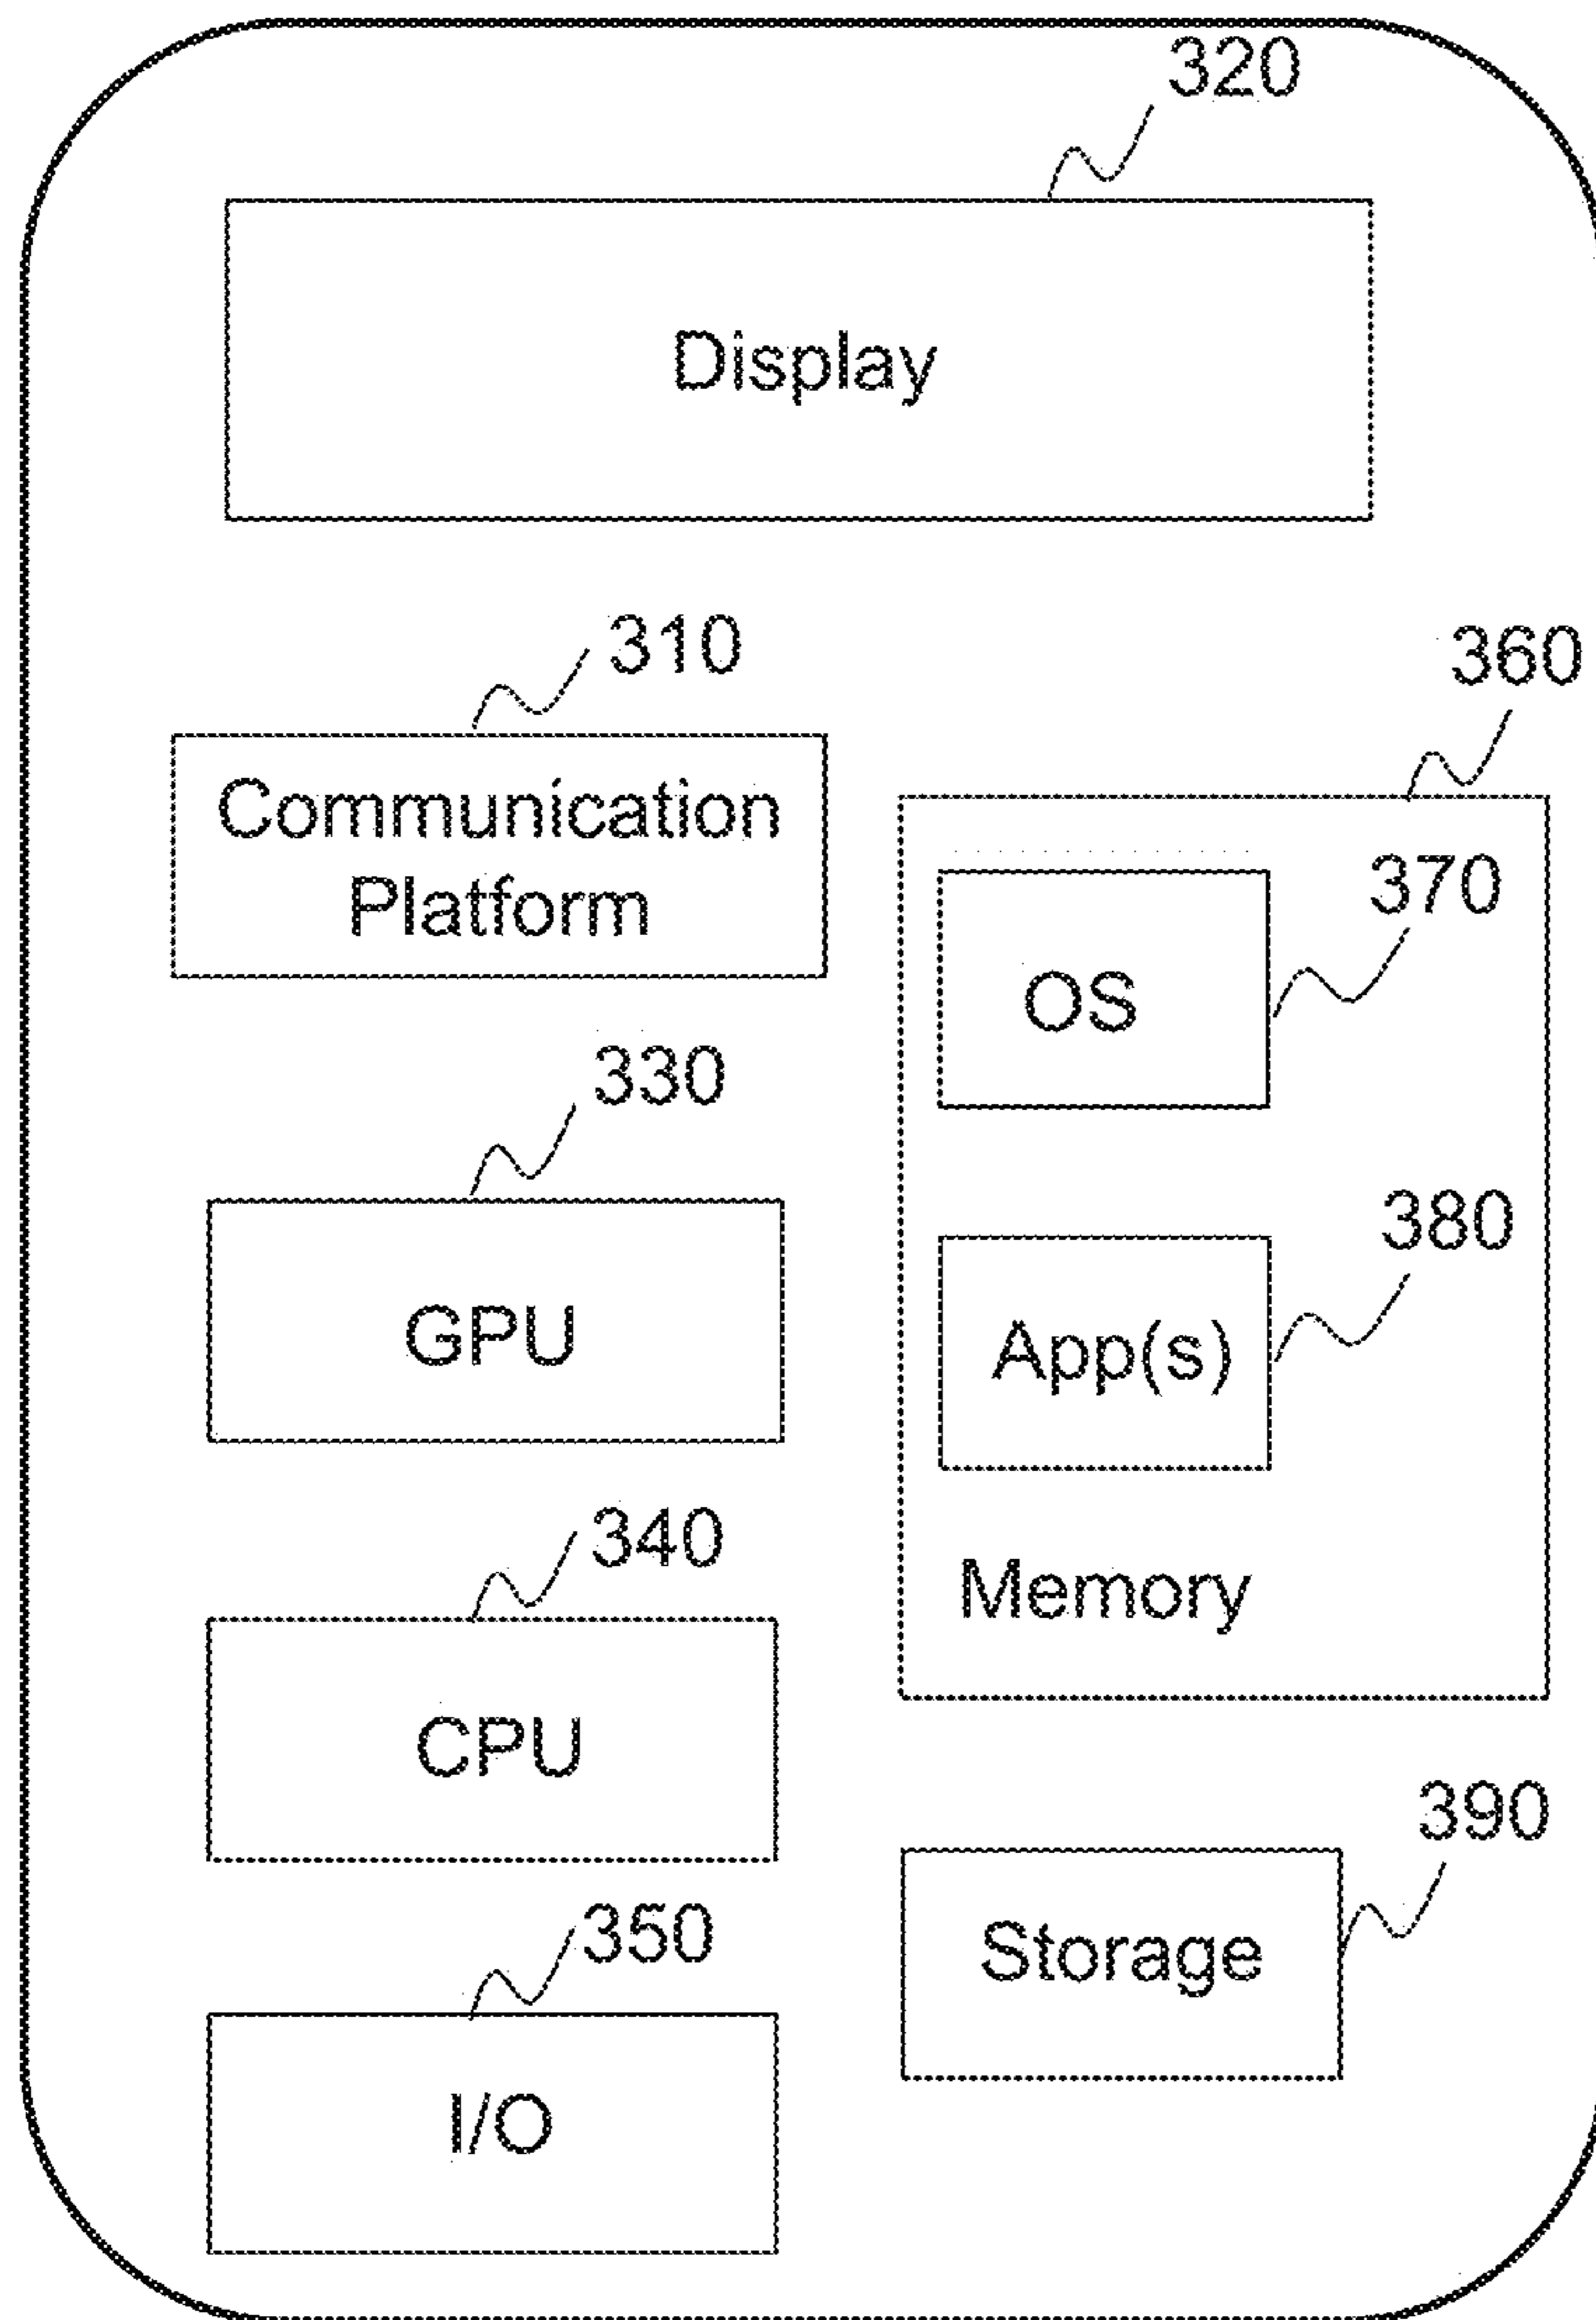 320
Display
310
Communication
Platform
360
370
OS
330
GPU
380
App(s)
340
Memory
CPU
390
Storage
350
I/O